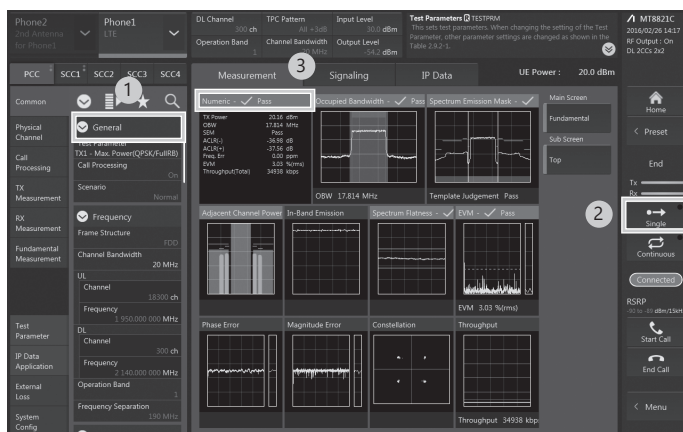 Phone2
2nd Antenna
for Phone1
Phone1
LTE
DL Channel
300 ch
TPC Pattern
All +3dB
Input Level
30.0 dBm
Operation Band
1
Channel Bandwidth
20 MHz
Output Level
-54.2 dBm
Test Parameters TESTPRM
This sets test parameters. When changing the setting of the Test
Parameter, other parameter settings are changed as shown in the
Table 2.9.2-1.
MT8821C
2016/02/26 14:17
RF Output : On
DL 2CCs 2x2
PCC
SCC1
SCC2
SCC3
SCC4
Measurement
Signaling
IP Data
UE Power : 20.0 dBm
1
3
2
Common
Physical
Channel
Call
Processing
TX
Measurement
RX
Measurement
Fundamental
Measurement
Test
Parameter
IP Data
Application
External
Loss
System
Config
General
Test Parameter
TX1 - Max. Power(QPSK/FullRB)
Call Processing
On
Scenario
Normal
Frequency
Frame Structure
FDD
Channel Bandwidth
20 MHz
UL
Channel
18300 ch
Frequency
1 950.000 000 MHz
DL
Channel
300 ch
Frequency
2 140.000 000 MHz
Operation Band
1
Frequency Separation
190 MHz
Numeric - Pass
TX Power 20.16 dBm
OBW 17.814 MHz
SEM Pass
ACLR(-) -36.98 dB
ACLR(+) -37.56 dB
Freq. Err 0.00 ppm
EVM 3.03 %(rms)
Throughput(Total) 34938 kbps
Occupied Bandwidth - Pass
OBW 17.814 MHz
Spectrum Emission Mask - Pass
Template Judgement Pass
Adjacent Channel Power
In-Band Emission
Spectrum Flatness -
EVM - Pass
EVM 3.03 %(rms)
Phase Error
Magnitude Error
Constellation
Throughput
Throughput 34938 kbp
Main Screen
Fundamental
Sub Screen
Top
Home
< Preset
End
Tx
Rx
Single
Continuous
Connected
RSRP
-90 to -89 dBm/15kH
Start Call
End Call
< Menu